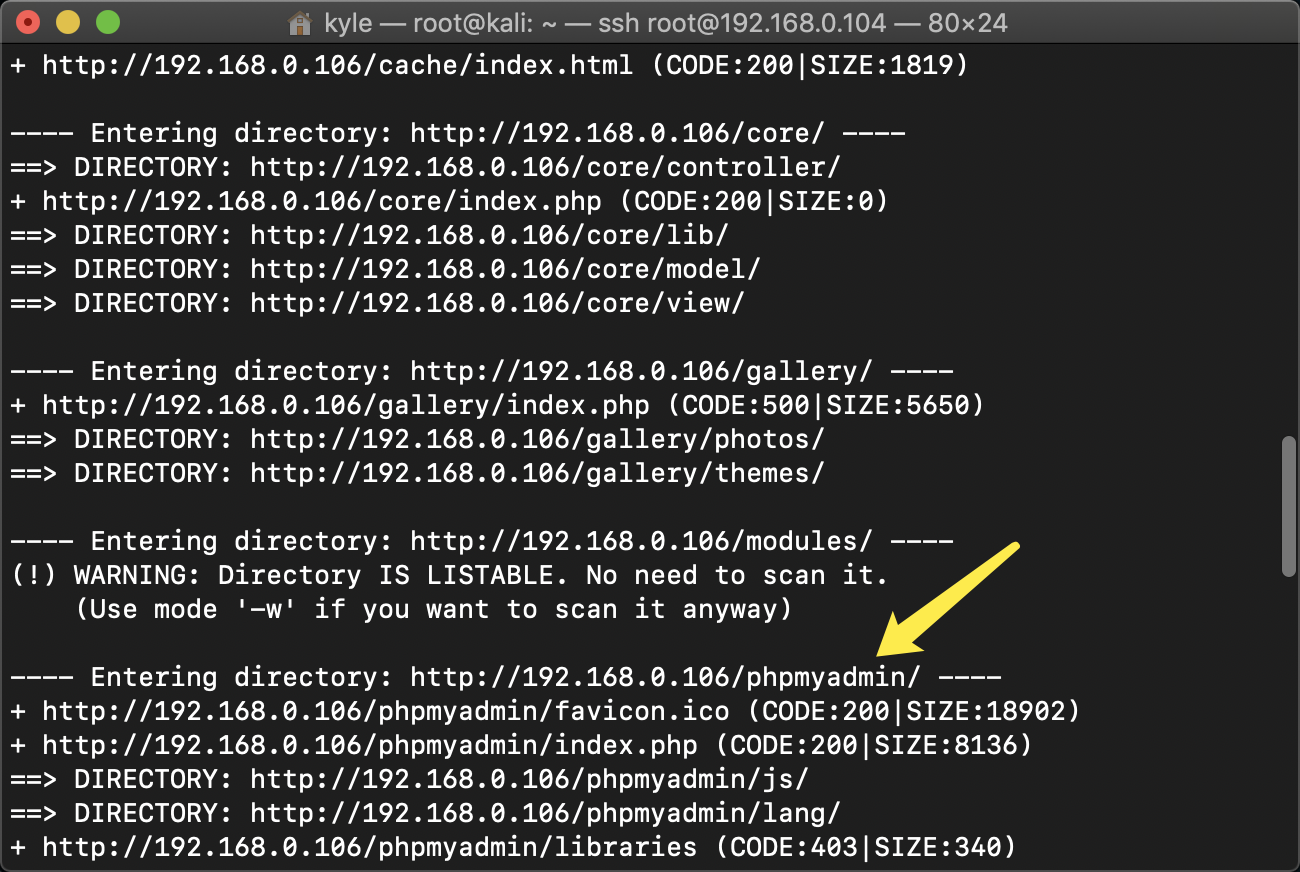 kyle — root@kali: ~ — ssh root@192.168.0.104 — 80×24
+ http://192.168.0.106/cache/index.html (CODE:200|SIZE:1819)
---- Entering directory: http://192.168.0.106/core/ ----
==> DIRECTORY: http://192.168.0.106/core/controller/
+ http://192.168.0.106/core/index.php (CODE:200|SIZE:0)
==> DIRECTORY: http://192.168.0.106/core/lib/
==> DIRECTORY: http://192.168.0.106/core/model/
==> DIRECTORY: http://192.168.0.106/core/view/
---- Entering directory: http://192.168.0.106/gallery/ ----
+ http://192.168.0.106/gallery/index.php (CODE:500|SIZE:5650)
==> DIRECTORY: http://192.168.0.106/gallery/photos/
==> DIRECTORY: http://192.168.0.106/gallery/themes/
---- Entering directory: http://192.168.0.106/modules/ ----
(!) WARNING: Directory IS LISTABLE. No need to scan it.
(Use mode '-w' if you want to scan it anyway)
---- Entering directory: http://192.168.0.106/phpmyadmin/ ----
+ http://192.168.0.106/phpmyadmin/favicon.ico (CODE:200|SIZE:18902)
+ http://192.168.0.106/phpmyadmin/index.php (CODE:200|SIZE:8136)
==> DIRECTORY: http://192.168.0.106/phpmyadmin/js/
==> DIRECTORY: http://192.168.0.106/phpmyadmin/lang/
+ http://192.168.0.106/phpmyadmin/libraries (CODE:403|SIZE:340)